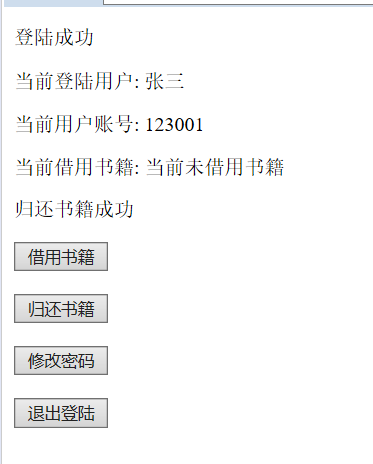 登陆成功
当前登陆用户: 张三
当前用户账号: 123001
当前借用书籍: 当前未借用书籍
归还书籍成功
借用书籍
归还书籍
修改密码
退出登陆